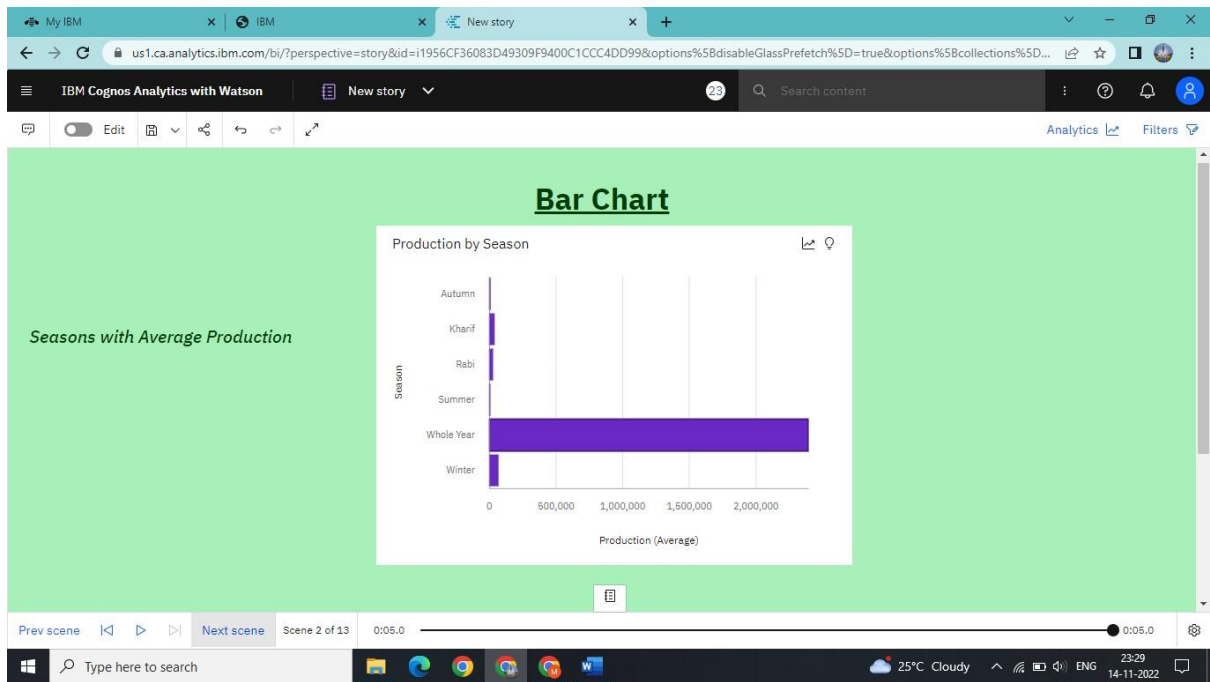 My IBM
IBM
New story
us1.ca.analytics.ibm.com/bi/?perspective=story&id=i1956CF36083D49309F9400C1CCC4DD99&options%5BdisableGlassPrefetch%5D=true&options%5Bcollections%5D...
IBM Cognos Analytics with Watson
New story
23
Search content
Edit
Analytics
Filters
Bar Chart
Production by Season
Seasons with Average Production
Season
Autumn
Kharif
Rabi
Summer
Whole Year
Winter
0 500,000 1,000,000 1,500,000 2,000,000
Production (Average)
Prev scene
Next scene
Scene 2 of 13
0:05.0
0:05.0
Type here to search
W
25°C Cloudy
ENG
23:29
14-11-2022